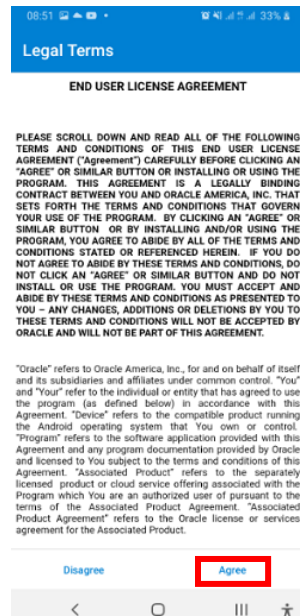 08:51 33%
Legal Terms
END USER LICENSE AGREEMENT
PLEASE SCROLL DOWN AND READ ALL OF THE FOLLOWING
TERMS AND CONDITIONS OF THIS END USER LICENSE
AGREEMENT ("Agreement") CAREFULLY BEFORE CLICKING AN
"AGREE" OR SIMILAR BUTTON OR INSTALLING OR USING THE
PROGRAM. THIS AGREEMENT IS A LEGALLY BINDING
CONTRACT BETWEEN YOU AND ORACLE AMERICA, INC. THAT
SETS FORTH THE TERMS AND CONDITIONS THAT GOVERN
YOUR USE OF THE PROGRAM. BY CLICKING AN "AGREE" OR
SIMILAR BUTTON OR BY INSTALLING AND/OR USING THE
PROGRAM, YOU AGREE TO ABIDE BY ALL OF THE TERMS AND
CONDITIONS STATED OR REFERENCED HEREIN. IF YOU DO
NOT AGREE TO ABIDE BY THESE TERMS AND CONDITIONS, DO
NOT CLICK AN "AGREE" OR SIMILAR BUTTON AND DO NOT
INSTALL OR USE THE PROGRAM. YOU MUST ACCEPT AND
ABIDE BY THESE TERMS AND CONDITIONS AS PRESENTED TO
YOU – ANY CHANGES, ADDITIONS OR DELETIONS BY YOU TO
THESE TERMS AND CONDITIONS WILL NOT BE ACCEPTED BY
ORACLE AND WILL NOT BE PART OF THIS AGREEMENT.
"Oracle" refers to Oracle America, Inc., for and on behalf of itself
and its subsidiaries and affiliates under common control. "You"
and "Your" refer to the individual or entity that has agreed to use
the program (as defined below) in accordance with this
Agreement. "Device" refers to the compatible product running
the Android operating system that You own or control.
"Program" refers to the software application provided with this
Agreement and any program documentation provided by Oracle
and licensed to You subject to the terms and conditions of this
Agreement. "Associated Product" refers to the separately
licensed product or cloud service offering associated with the
Program which You are an authorized user of pursuant to the
terms of the Associated Product Agreement. "Associated
Product Agreement" refers to the Oracle license or services
agreement for the Associated Product.
Disagree Agree